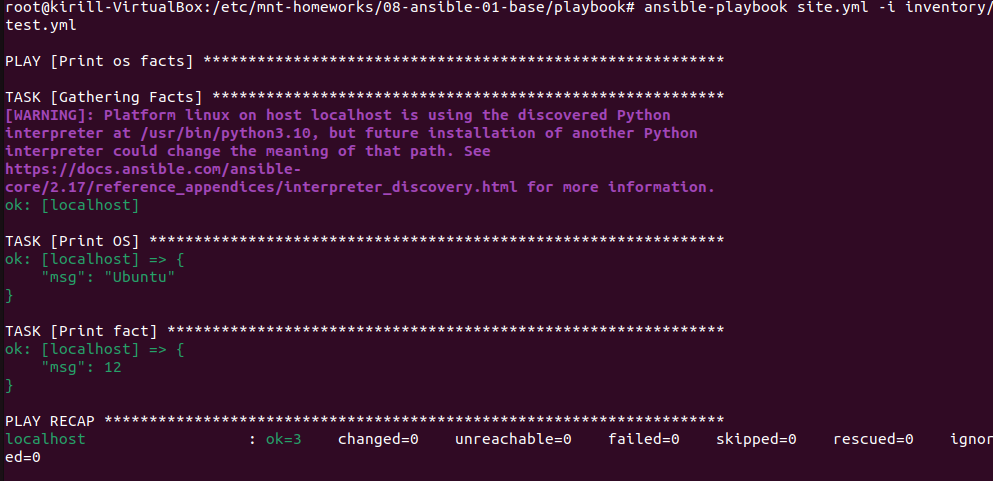 root@kirill-VirtualBox:/etc/mnt-homeworks/08-ansible-01-base/playbook# ansible-playbook site.yml -i inventory/
test.yml
PLAY [Print os facts] **********************************************************
TASK [Gathering Facts] *********************************************************
[WARNING]: Platform linux on host localhost is using the discovered Python
interpreter at /usr/bin/python3.10, but future installation of another Python
interpreter could change the meaning of that path. See
https://docs.ansible.com/ansible-
core/2.17/reference_appendices/interpreter_discovery.html for more information.
ok: [localhost]
TASK [Print OS] ****************************************************************
ok: [localhost] => {
    "msg": "Ubuntu"
}
TASK [Print fact] **************************************************************
ok: [localhost] => {
    "msg": 12
}
PLAY RECAP *********************************************************************
localhost                  : ok=3    changed=0    unreachable=0    failed=0    skipped=0    rescued=0    ignor
ed=0